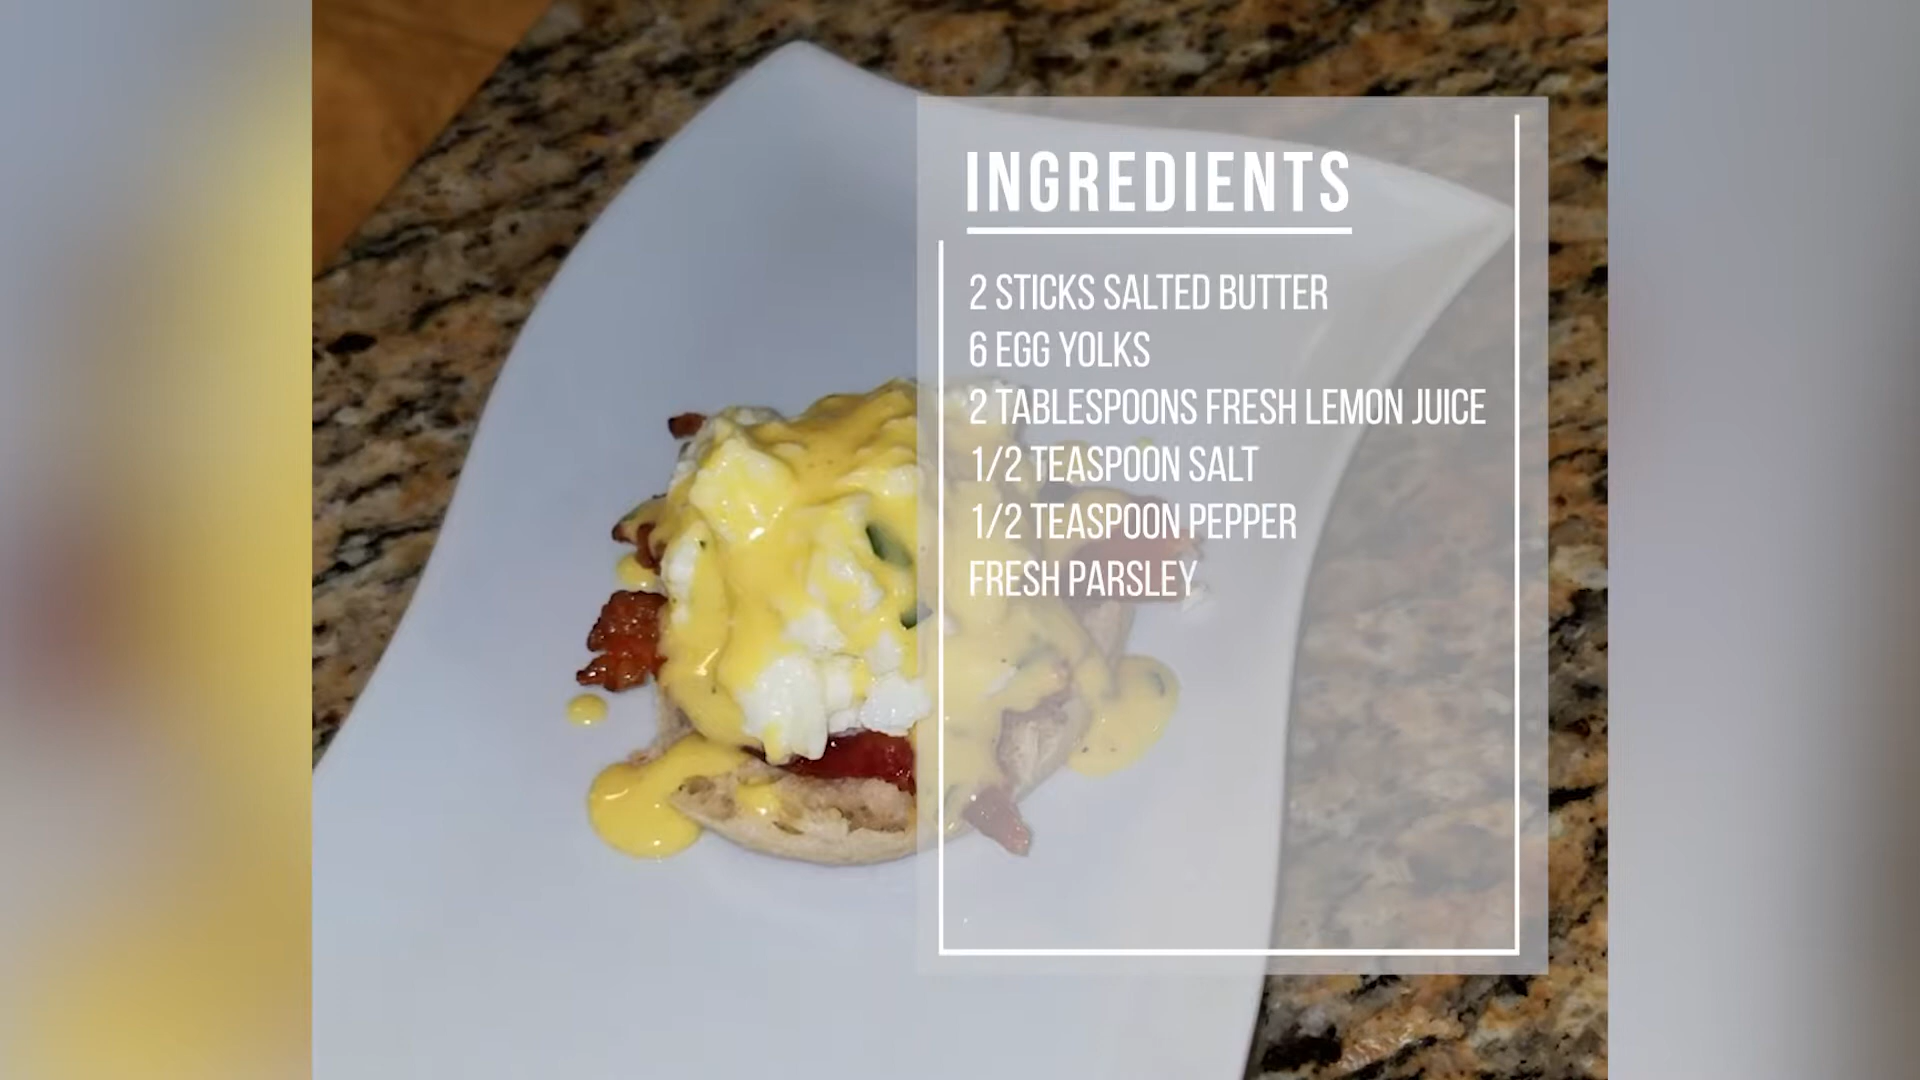 INGREDIENTS
2 STICKS SALTED BUTTER
6 EGG YOLKS
2 TABLESPOONS FRESH LEMON JUICE
1/2 TEASPOON SALT
1/2 TEASPOON PEPPER
FRESH PARSLEY